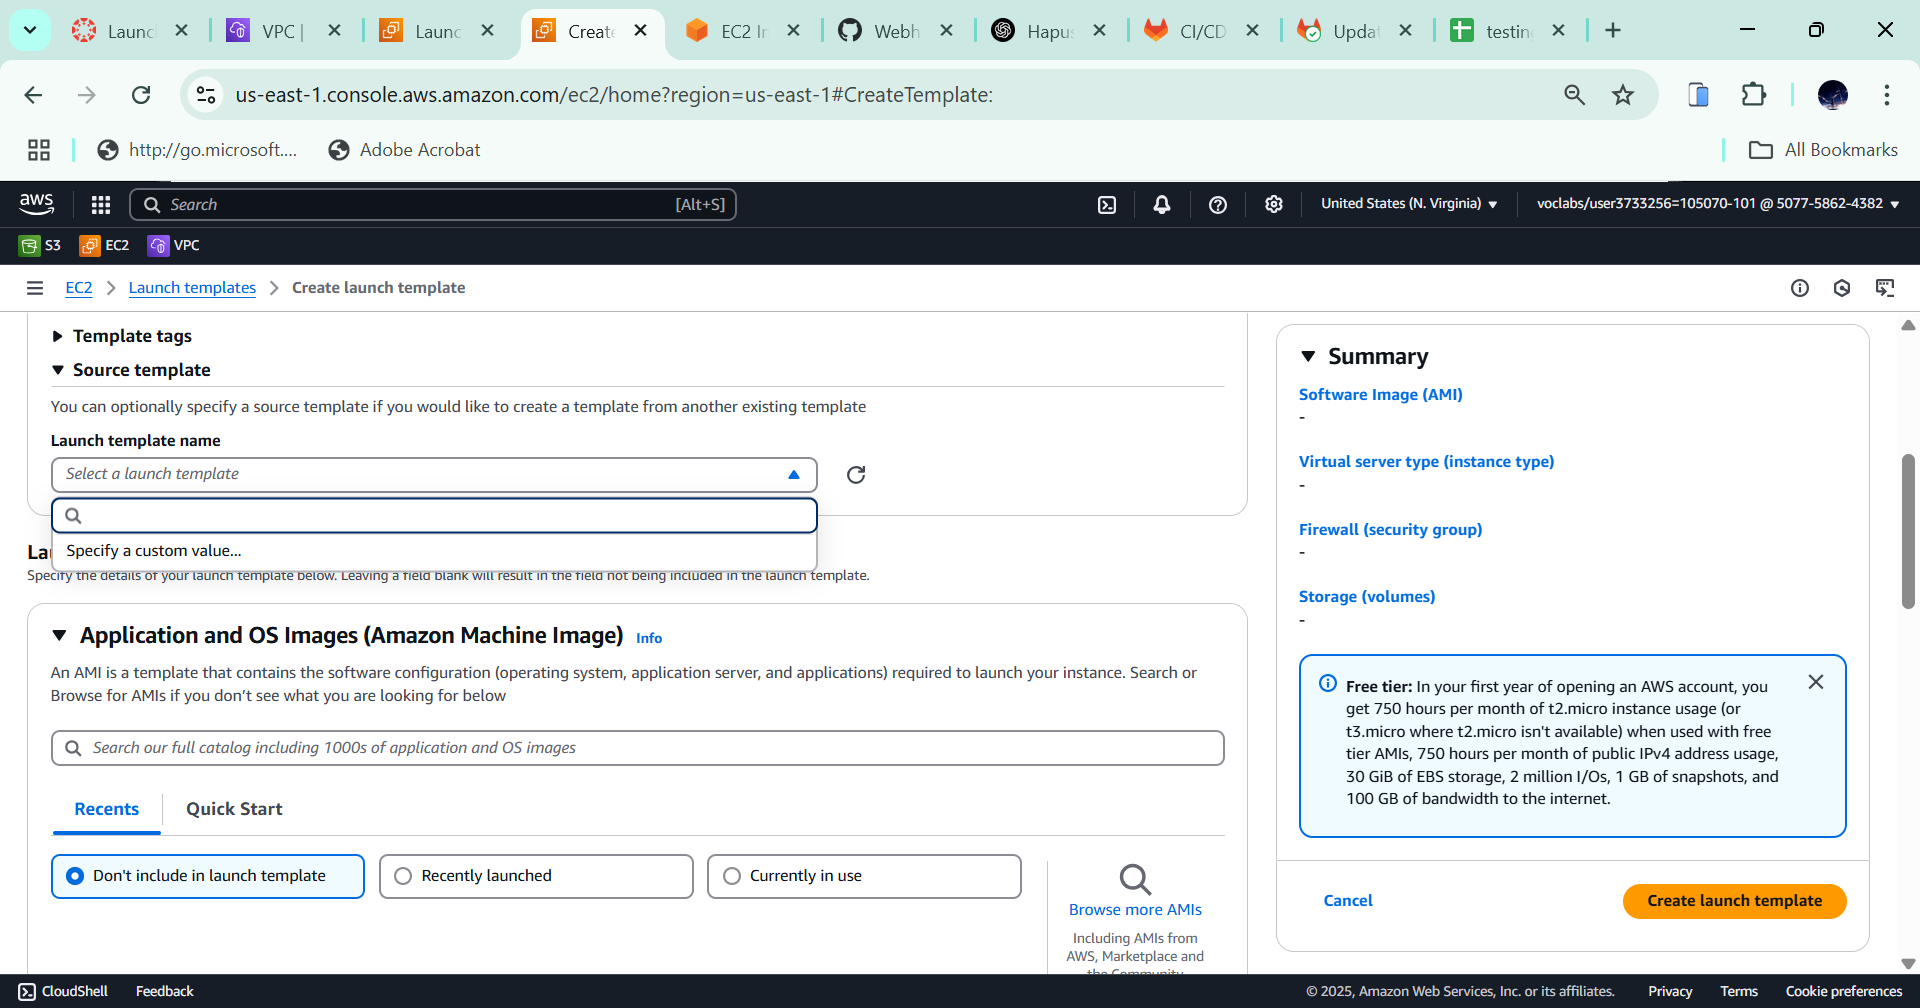 Launc
VPC |
Launc
Create
EC2 In
Webh
Hapus
CI/CD
Updat
testing
us-east-1.console.aws.amazon.com/ec2/home?region=us-east-1#CreateTemplate:
http://go.microsoft....
Adobe Acrobat
All Bookmarks
aws
Search
[Alt+S]
United States (N. Virginia)
voclabs/user3733256=105070-101 @ 5077-5862-4382
S3
EC2
VPC
EC2
Launch templates
Create launch template
Template tags
Source template
You can optionally specify a source template if you would like to create a template from another existing template
Launch template name
Select a launch template
Specify a custom value...
La
Specify the details of your launch template below. Leaving a field blank will result in the field not being included in the launch template.
Application and OS Images (Amazon Machine Image)
Info
An AMI is a template that contains the software configuration (operating system, application server, and applications) required to launch your instance. Search or
Browse for AMIs if you don’t see what you are looking for below
Search our full catalog including 1000s of application and OS images
Recents
Quick Start
Don't include in launch template
Recently launched
Currently in use
Browse more AMIs
Including AMIs from
AWS, Marketplace and
the Community
Summary
Software Image (AMI)
-
Virtual server type (instance type)
-
Firewall (security group)
-
Storage (volumes)
-
Free tier: In your first year of opening an AWS account, you
get 750 hours per month of t2.micro instance usage (or
t3.micro where t2.micro isn't available) when used with free
tier AMIs, 750 hours per month of public IPv4 address usage,
30 GiB of EBS storage, 2 million I/Os, 1 GB of snapshots, and
100 GB of bandwidth to the internet.
Cancel
Create launch template
CloudShell
Feedback
© 2025, Amazon Web Services, Inc. or its affiliates.
Privacy
Terms
Cookie preferences